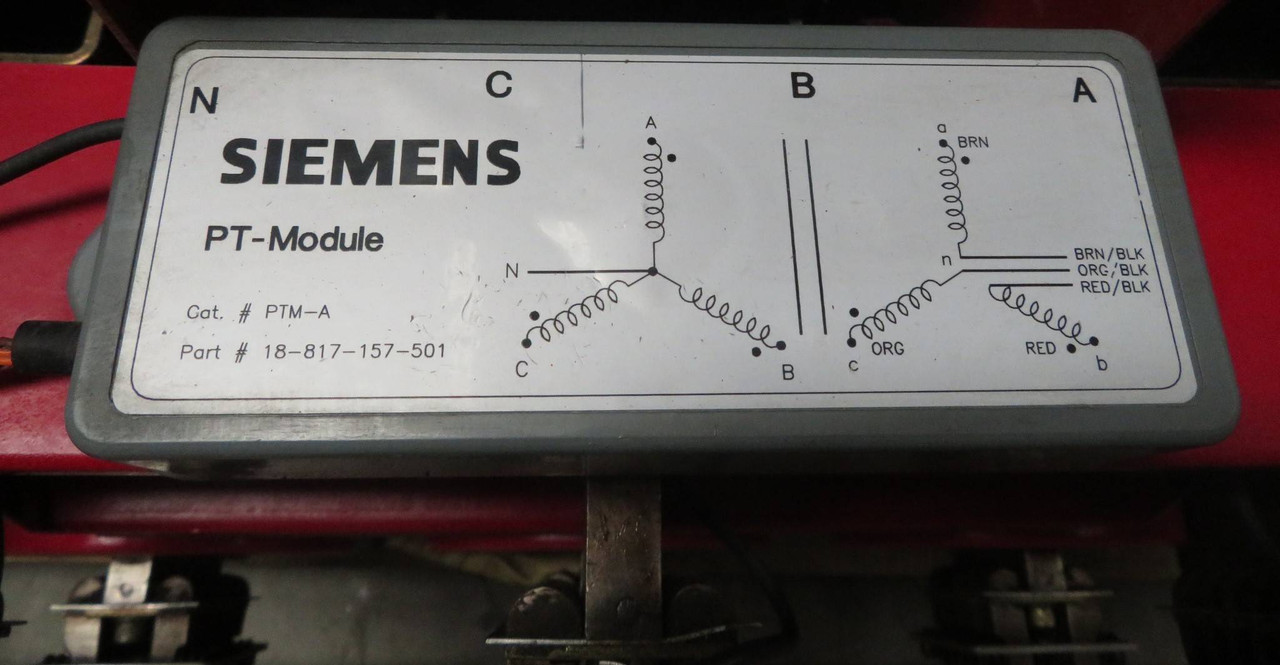 N C B A
SIEMENS
PT-Module
Cat. # PTM-A
Part # 18-817-157-501
A
N
C
B
a
BRN
n
BRN/BLK
ORG/BLK
RED/BLK
c
ORG
RED
b